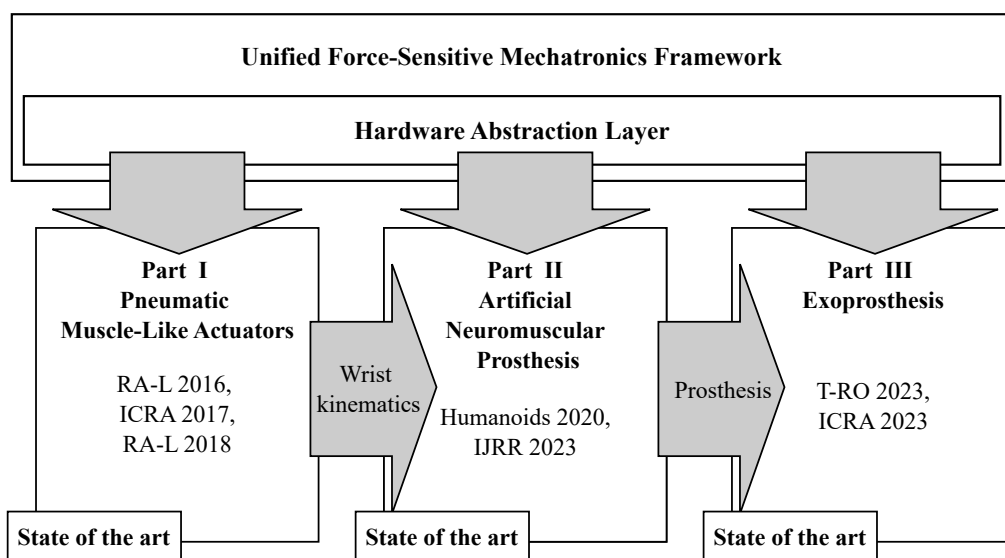 Unified Force-Sensitive Mechatronics Framework
Hardware Abstraction Layer
Part I
Pneumatic
Muscle-Like Actuators
RA-L 2016,
ICRA 2017,
RA-L 2018
State of the art
Wrist
kinematics
Part II
Artificial
Neuromuscular
Prosthesis
Humanoids 2020,
IJRR 2023
State of the art
Prosthesis
Part III
Exoprosthesis
T-RO 2023,
ICRA 2023
State of the art